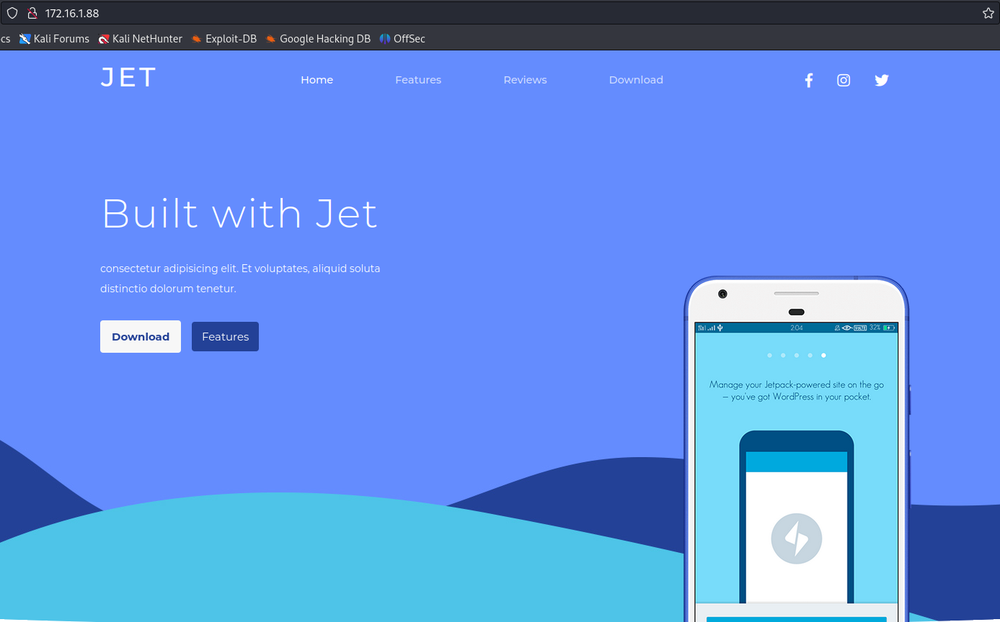 172.16.1.88
cs Kali Forums Kali NetHunter Exploit-DB Google Hacking DB OffSec
JET Home Features Reviews Download
Built with Jet
consectetur adipisicing elit. Et voluptates, aliquid soluta
distinctio dolorum tenetur.
Download Features
2:04 VOLTE 32%
Manage your Jetpack-powered site on the go
– you've got WordPress in your pocket.